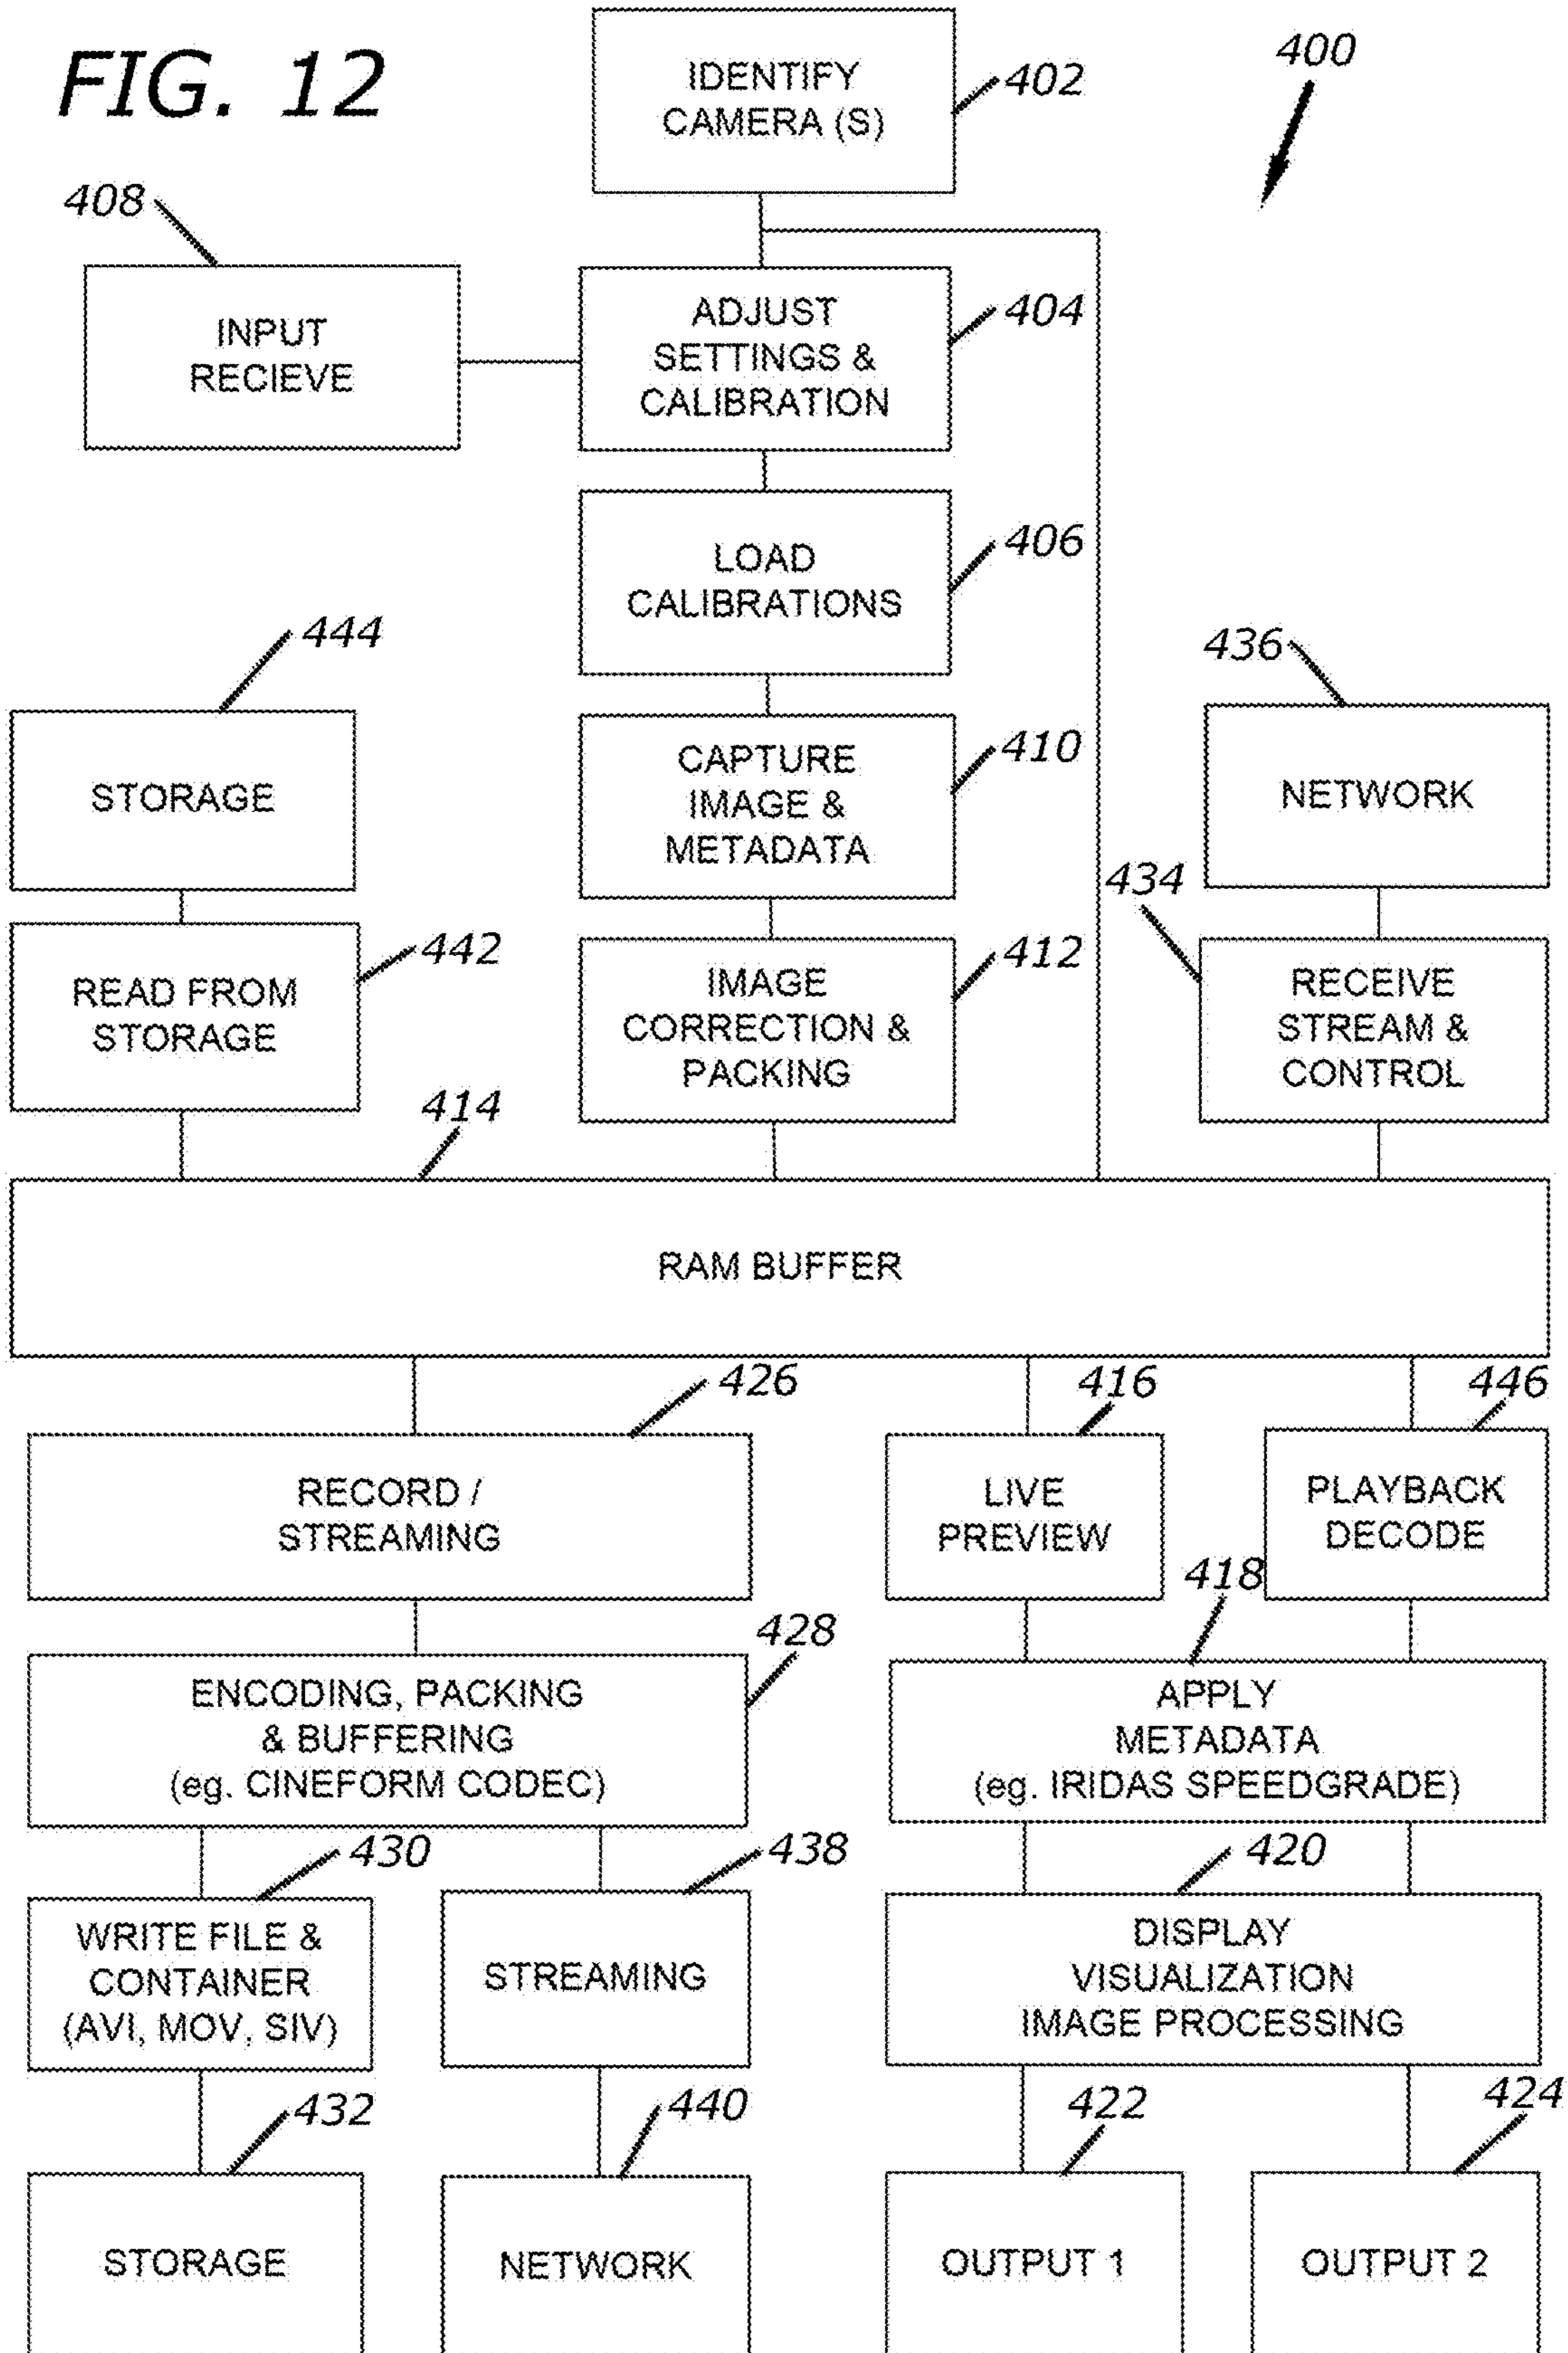 FIG. 12
400
IDENTIFY
CAMERA (S)
402
408
INPUT
RECIEVE
ADJUST
SETTINGS &
CALIBRATION
404
LOAD
CALIBRATIONS
406
444
STORAGE
CAPTURE
IMAGE &
METADATA
410
436
NETWORK
READ FROM
STORAGE
442
IMAGE
CORRECTION &
PACKING
412
434
RECEIVE
STREAM &
CONTROL
414
RAM BUFFER
426
RECORD /
STREAMING
416
LIVE
PREVIEW
446
PLAYBACK
DECODE
428
ENCODING, PACKING
& BUFFERING
(eg. CINEFORM CODEC)
418
APPLY
METADATA
(eg. IRIDAS SPEEDGRADE)
430
WRITE FILE &
CONTAINER
(AVI, MOV, SIV)
438
STREAMING
420
DISPLAY
VISUALIZATION
IMAGE PROCESSING
432
STORAGE
440
NETWORK
422
OUTPUT 1
424
OUTPUT 2